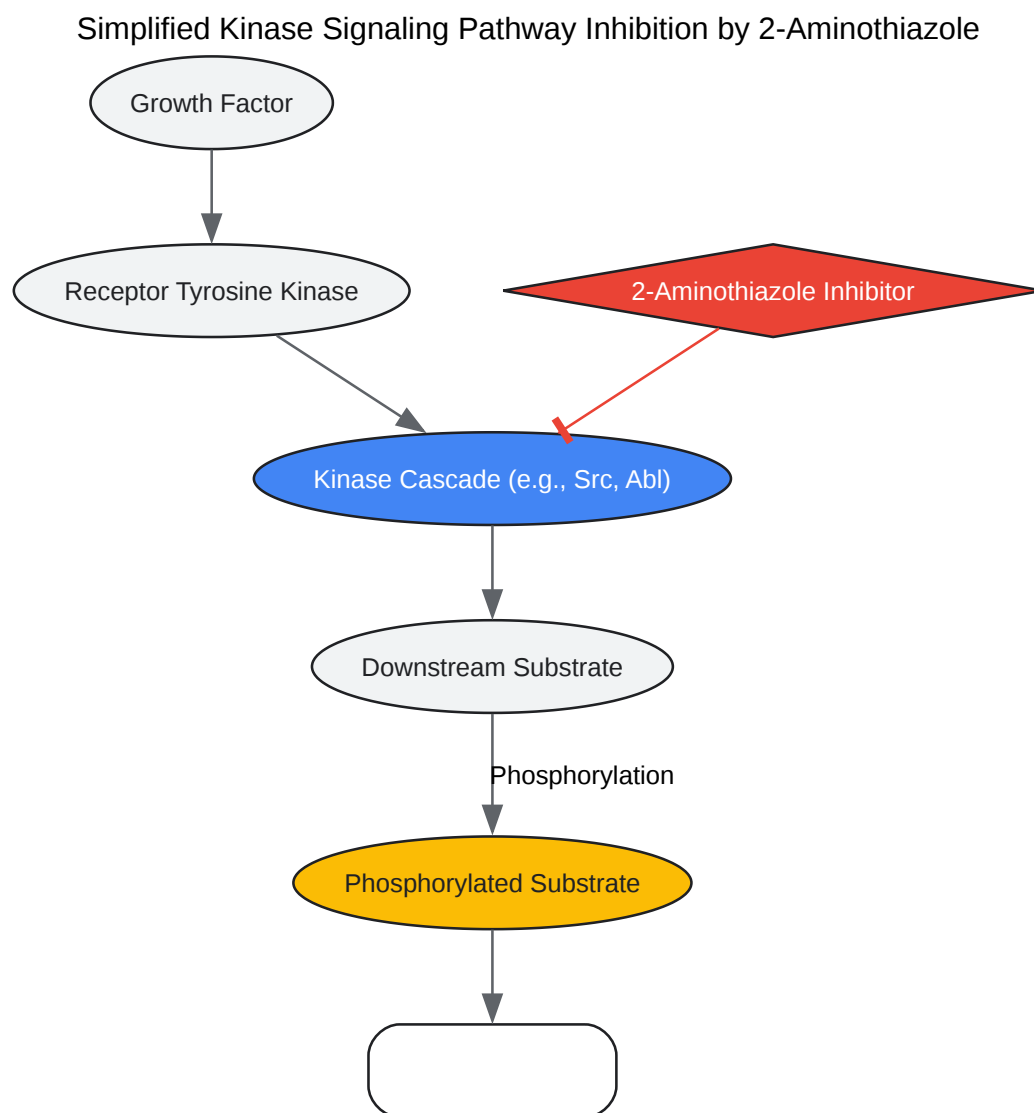 Simplified Kinase Signaling Pathway Inhibition by 2-Aminothiazole
Growth Factor
Receptor Tyrosine Kinase
2-Aminothiazole Inhibitor
Kinase Cascade (e.g., Src, Abl)
Downstream Substrate
Phosphorylation
Phosphorylated Substrate